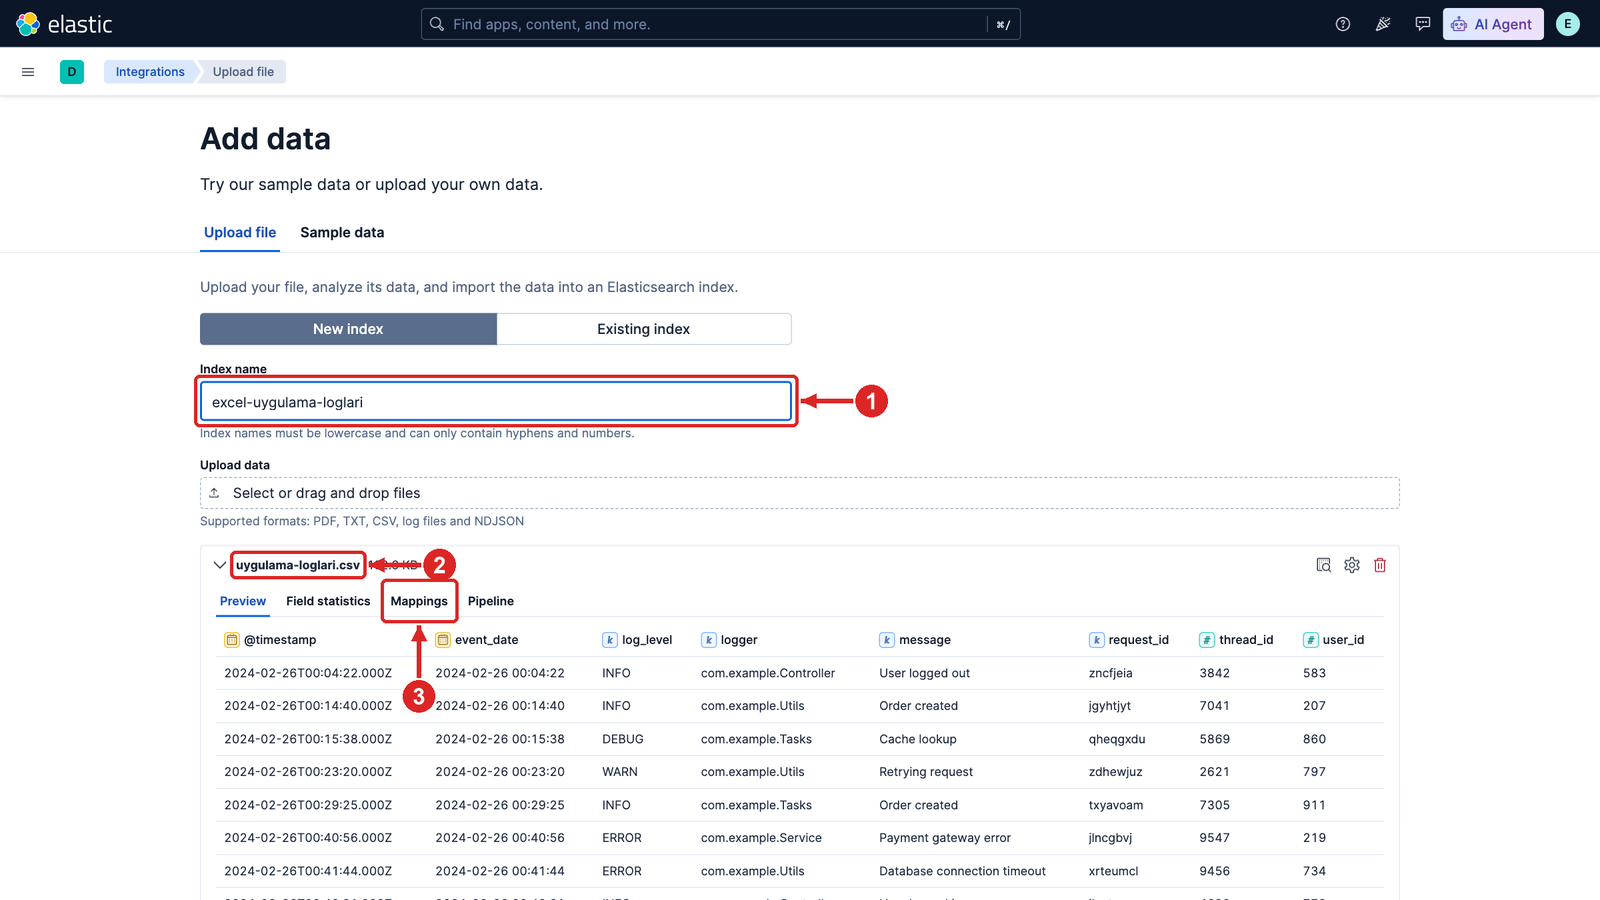 elastic
Find apps, content, and more.
⌘/
AI Agent
E
D
Integrations
Upload file
Add data
Try our sample data or upload your own data.
Upload file
Sample data
Upload your file, analyze its data, and import the data into an Elasticsearch index.
New index
Existing index
Index name
excel-uygulama-loglari
1
Index names must be lowercase and can only contain hyphens and numbers.
Upload data
Select or drag and drop files
Supported formats: PDF, TXT, CSV, log files and NDJSON
uygulama-loglari.csv
2
Preview Field statistics Mappings Pipeline
@timestamp event_date log_level logger message request_id thread_id user_id
2024-02-26T00:04:22.000Z 2024-02-26 00:04:22 INFO com.example.Controller User logged out zncfjeia 3842 583
3
2024-02-26T00:14:40.000Z 2024-02-26 00:14:40 INFO com.example.Utils Order created jgyhtjyt 7041 207
2024-02-26T00:15:38.000Z 2024-02-26 00:15:38 DEBUG com.example.Tasks Cache lookup qheqgxdu 5869 860
2024-02-26T00:23:20.000Z 2024-02-26 00:23:20 WARN com.example.Utils Retrying request zdhewjuz 2621 797
2024-02-26T00:29:25.000Z 2024-02-26 00:29:25 INFO com.example.Tasks Order created txyavoam 7305 911
2024-02-26T00:40:56.000Z 2024-02-26 00:40:56 ERROR com.example.Service Payment gateway error jlncgbvj 9547 219
2024-02-26T00:41:44.000Z 2024-02-26 00:41:44 ERROR com.example.Utils Database connection timeout xrteumcl 9456 734